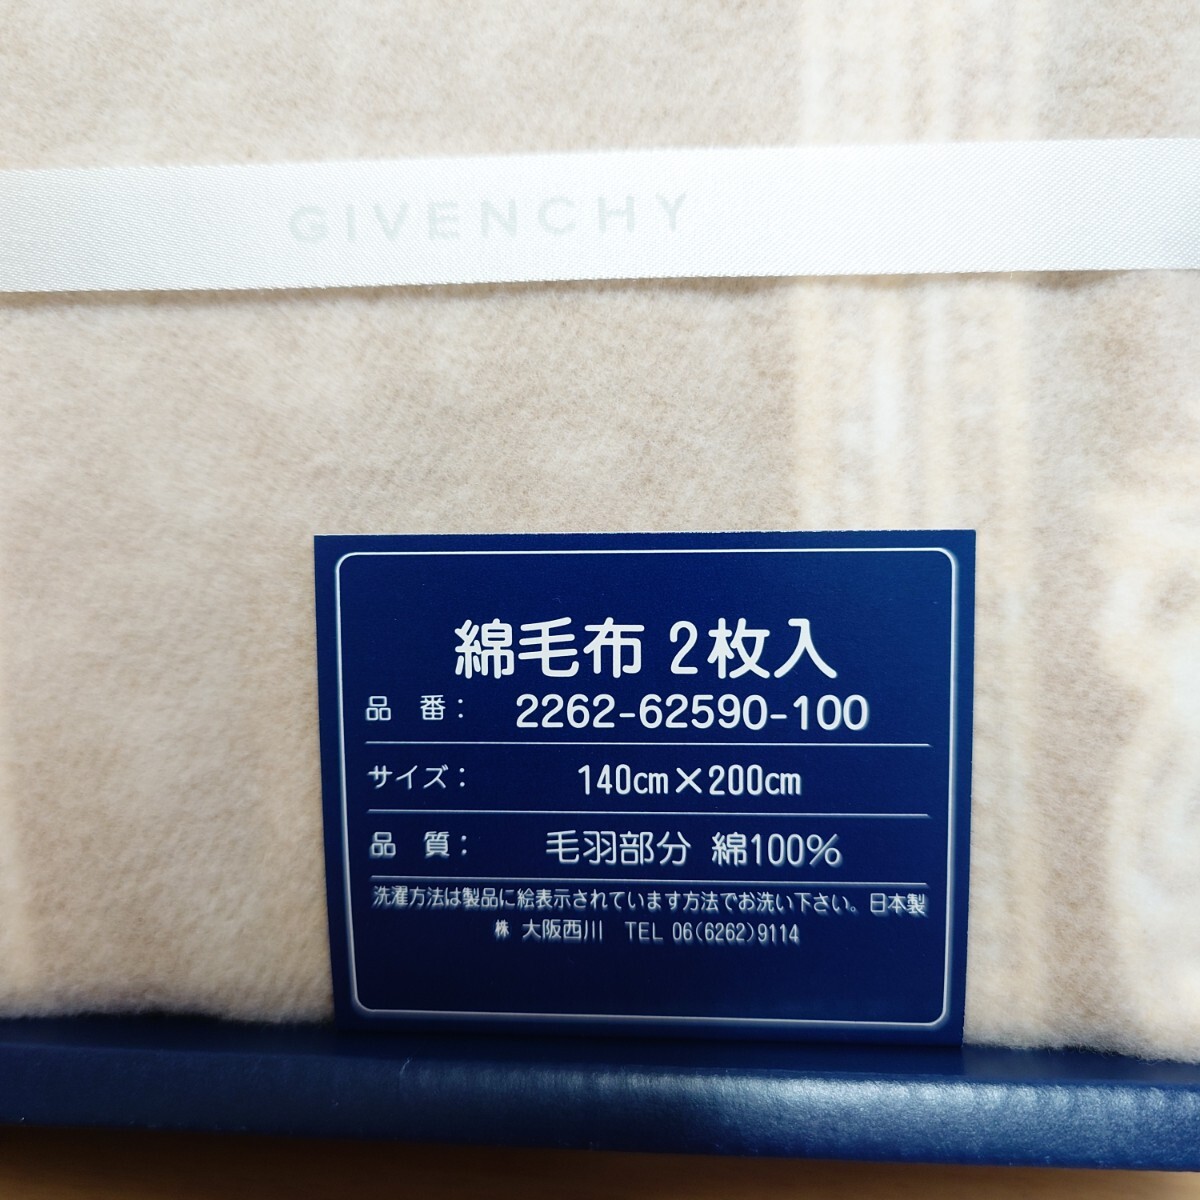 GIVENCHY
綿毛布 2枚入
品 番： 2262-62590-100
サイズ： 140cm×200cm
品 質： 毛羽部分 綿100%
洗濯方法は製品に絵表示されています方法でお洗い下さい。日本製
㈱ 大阪西川 TEL 06(6262)9114